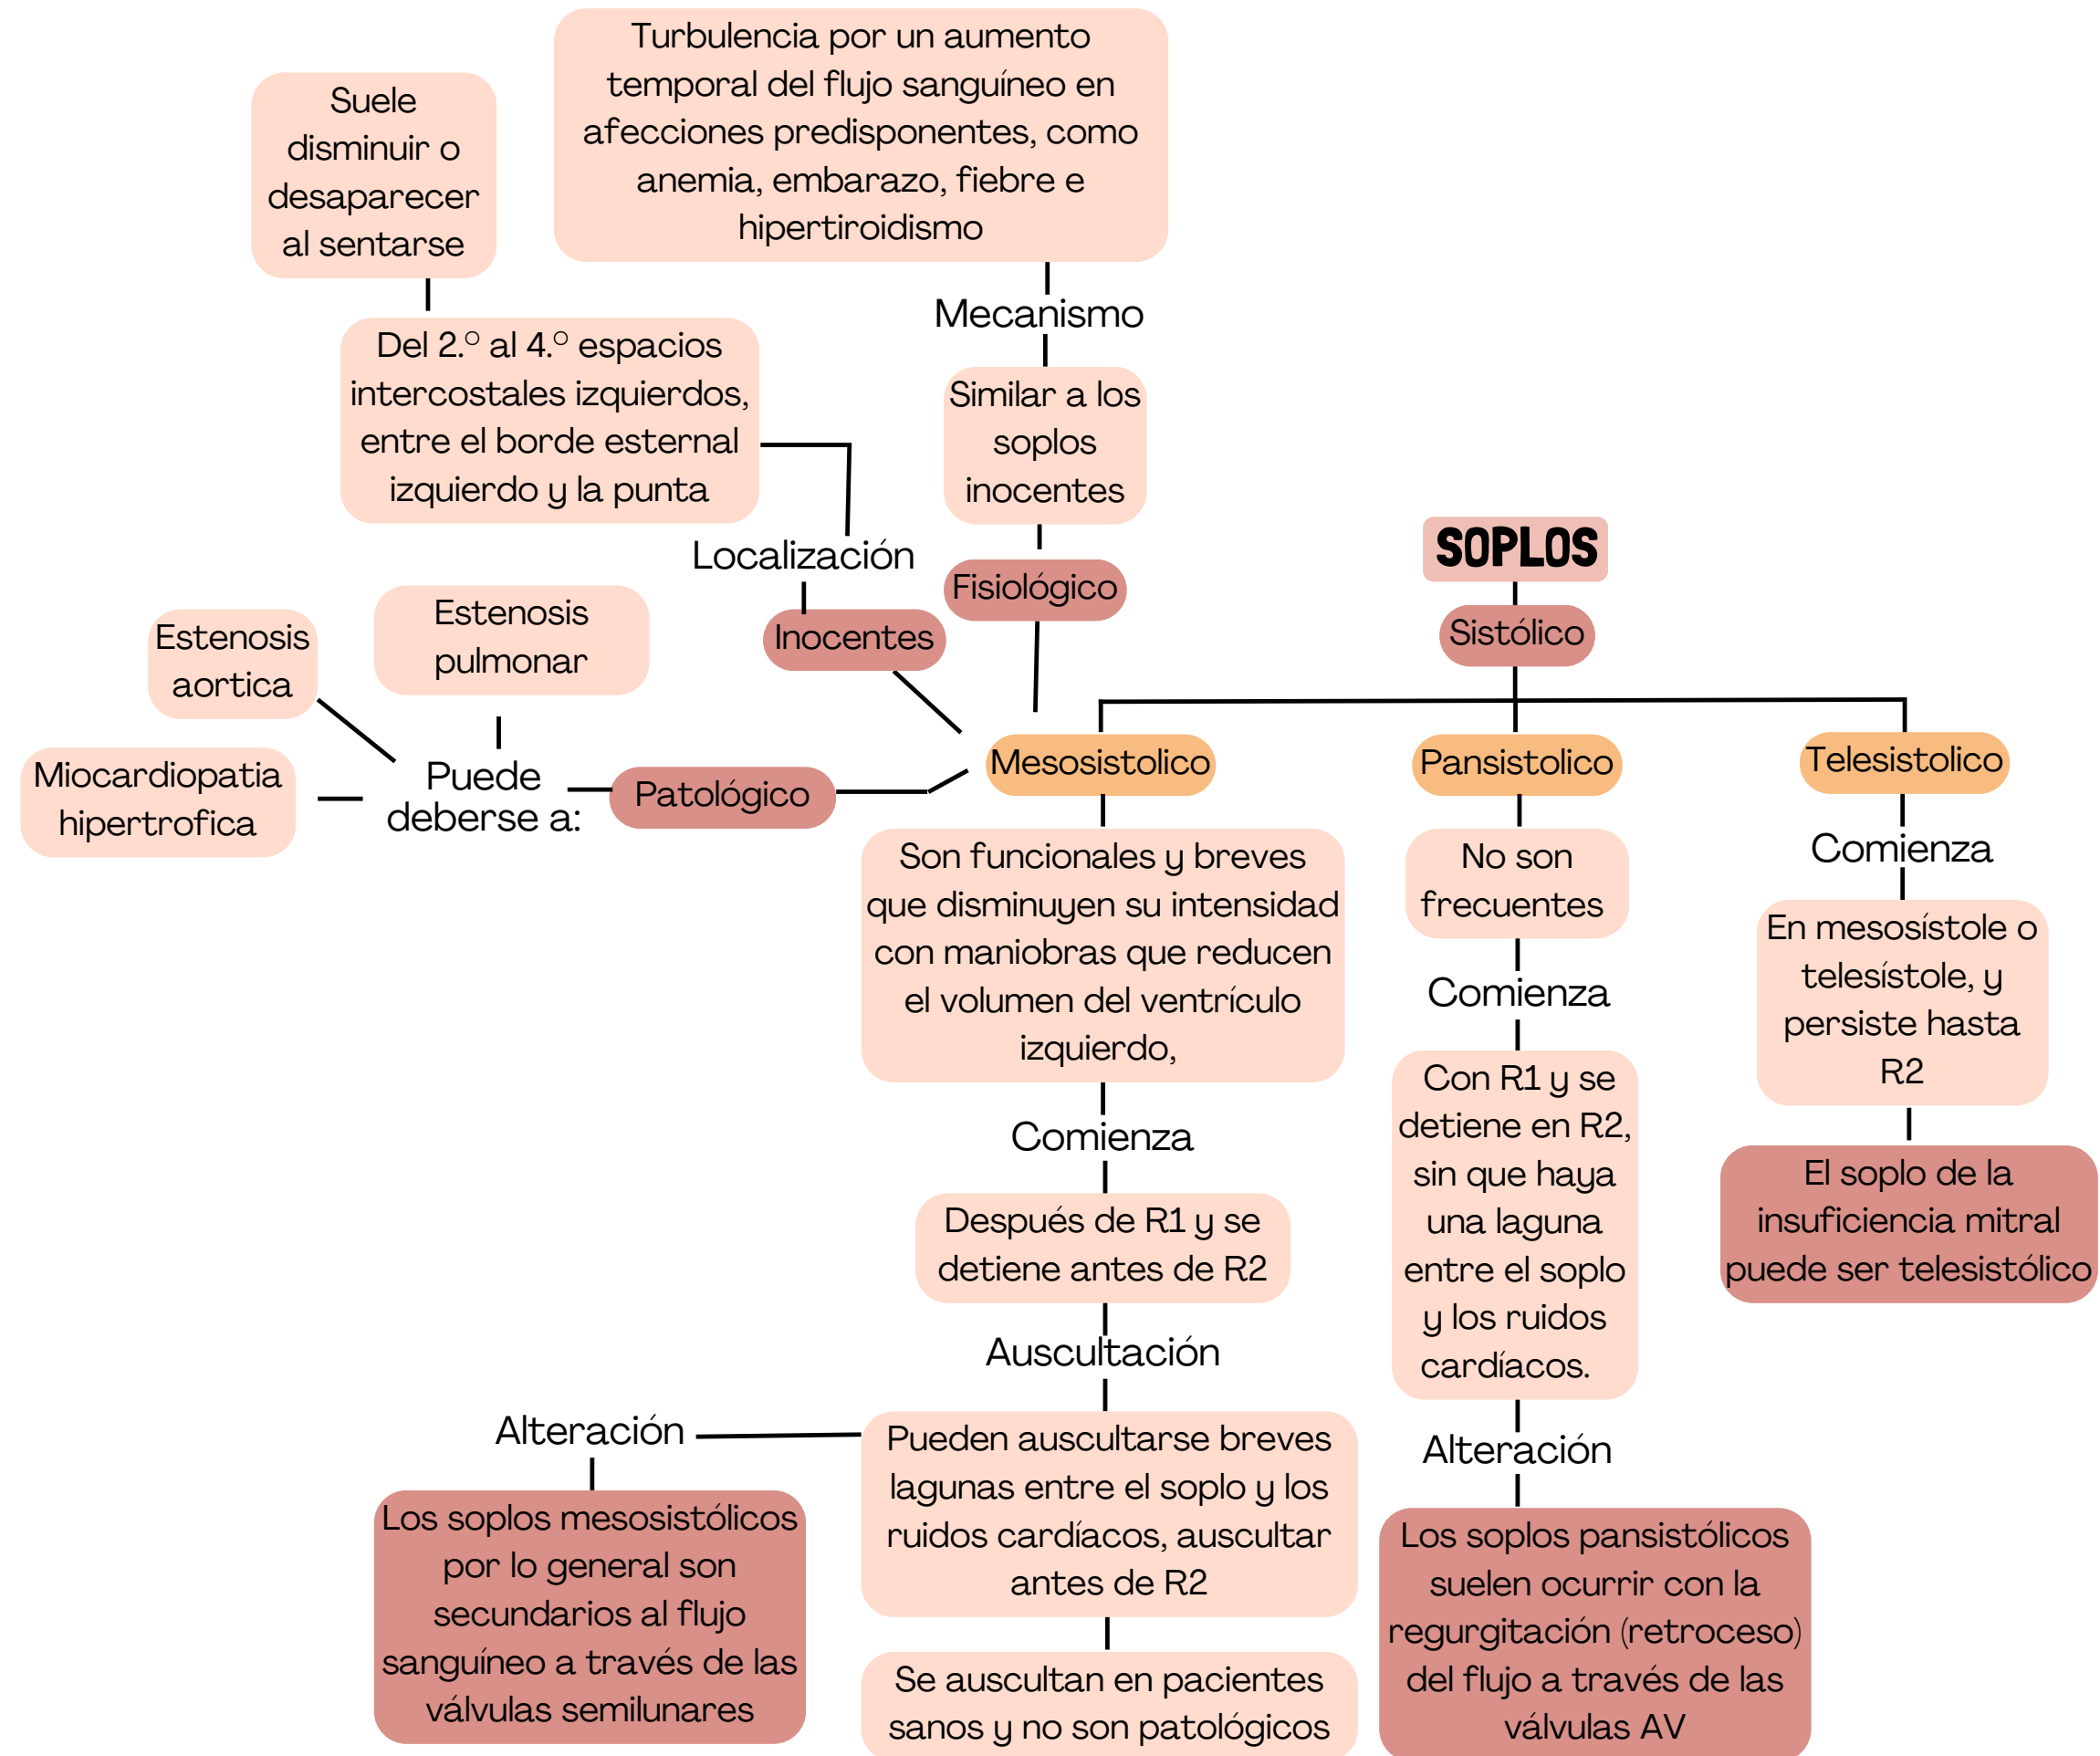 SOPLOS
Sistólico
Mesosistolico
Pansistolico
Telesistolico
Turbulencia por un aumento
temporal del flujo sanguíneo en
afecciones predisponentes, como
anemia, embarazo, fiebre e
hipertiroidismo
Mecanismo
Similar a los
soplos
inocentes
Fisiológico
Suele
disminuir o
desaparecer
al sentarse
Del 2.º al 4.º espacios
intercostales izquierdos,
entre el borde esternal
izquierdo y la punta
Localización
Inocentes
Estenosis
aortica
Estenosis
pulmonar
Miocardiopatia
hipertrofica
Puede
deberse a:
Patológico
Son funcionales y breves
que disminuyen su intensidad
con maniobras que reducen
el volumen del ventrículo
izquierdo,
Comienza
Después de R1 y se
detiene antes de R2
Auscultación
Pueden auscultarse breves
lagunas entre el soplo y los
ruidos cardíacos, auscultar
antes de R2
Se auscultan en pacientes
sanos y no son patológicos
Alteración
Los soplos mesosistólicos
por lo general son
secundarios al flujo
sanguíneo a través de las
válvulas semilunares
No son
frecuentes
Comienza
Con R1 y se
detiene en R2,
sin que haya
una laguna
entre el soplo
y los ruidos
cardíacos.
Alteración
Los soplos pansistólicos
suelen ocurrir con la
regurgitación (retroceso)
del flujo a través de las
válvulas AV
Comienza
En mesosístole o
telesístole, y
persiste hasta
R2
El soplo de la
insuficiencia mitral
puede ser telesistólico